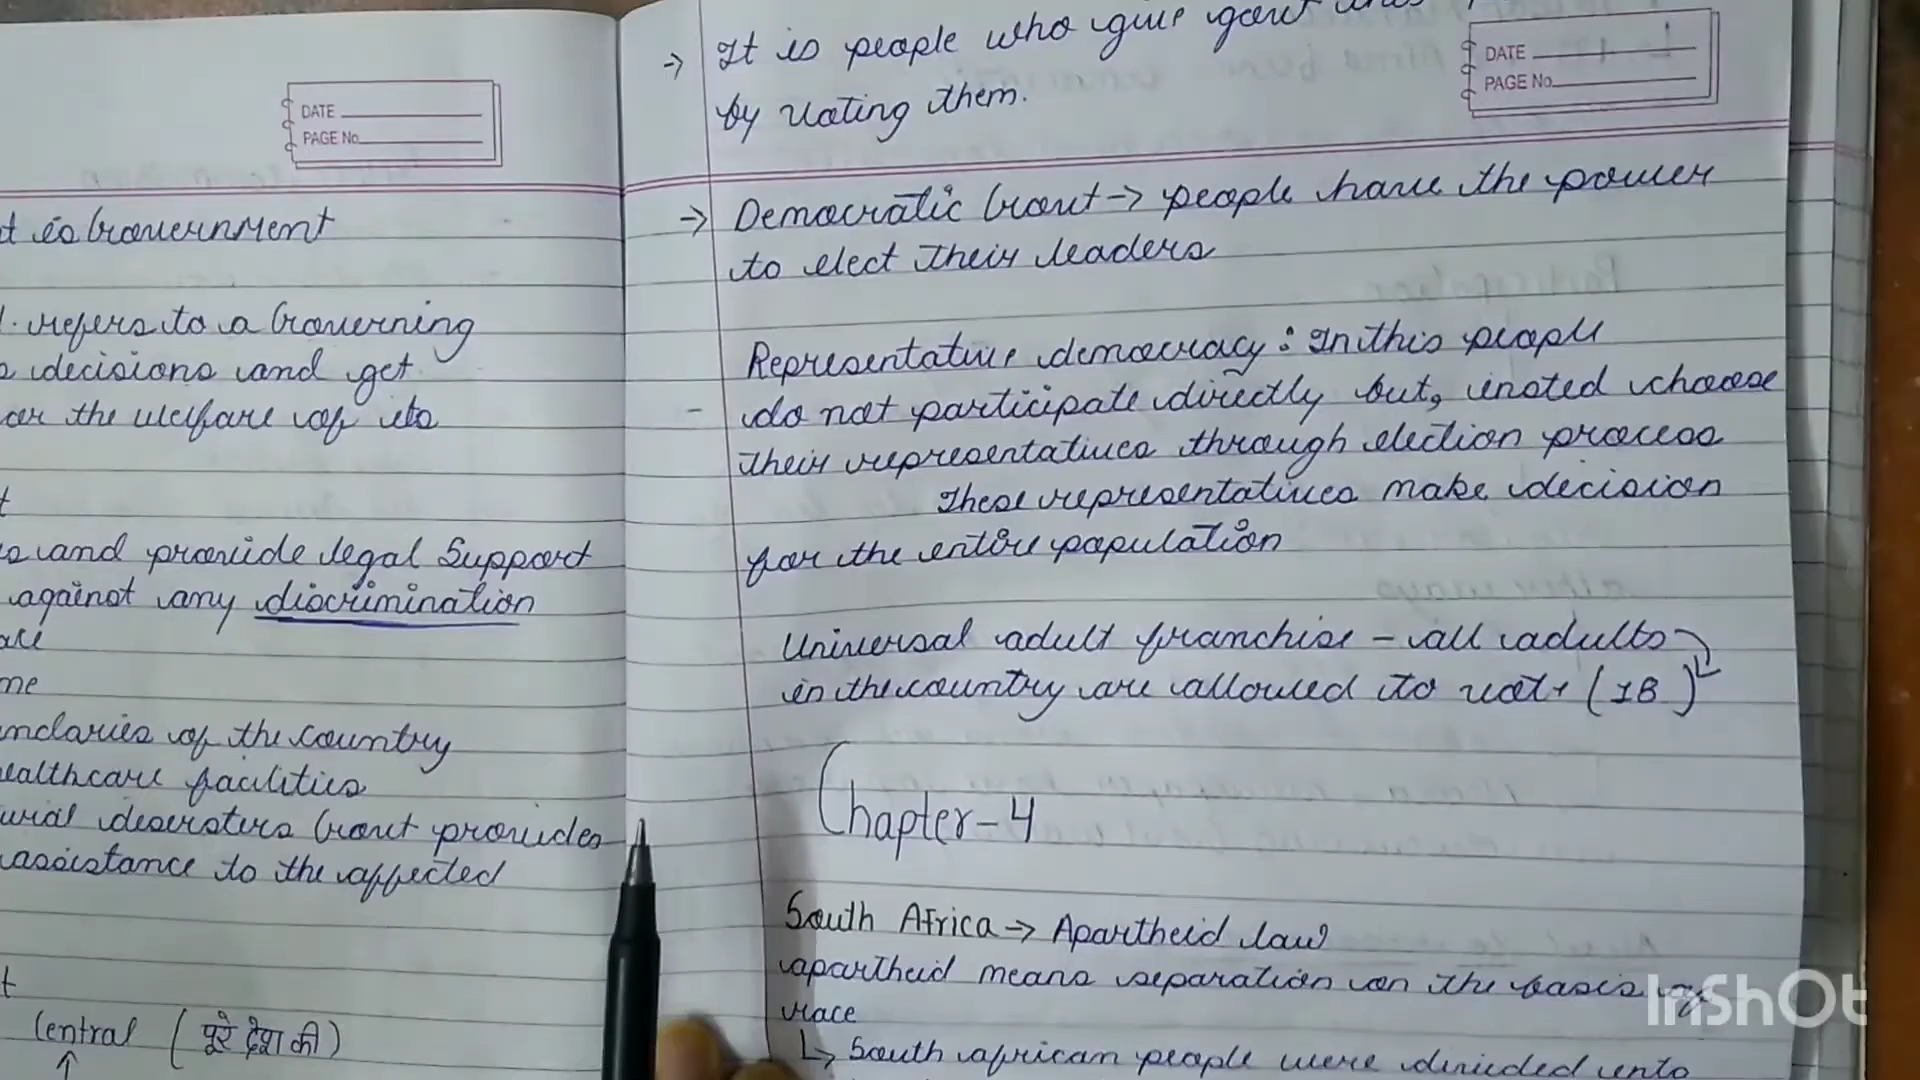 DATE
PAGE No.
t is Government
refers to a Governing
decisions and get
or the welfare of its
t
s and provide legal Support
against any discrimination
me
ndaries of the country
ealthcare facilities
ural desersters Govt provides
assistance to the affected
t
Central (पूरे देश की)
↑
DATE
PAGE No.
→ It is people who give govt
by voting them.
→ Democratic Govt → people have the power
to elect their leaders
Representative democracy : In this people
- do not participate directly but, insted choose
their representatives through election process
These representatives make decision
for the entire population
Universal adult franchise - all adults
in the country are allowed to vote (18)
Chapter-4
South Africa → Apartheid law
apartheid means separation on the basis of
race
↳ South african people were divided into
InShOt